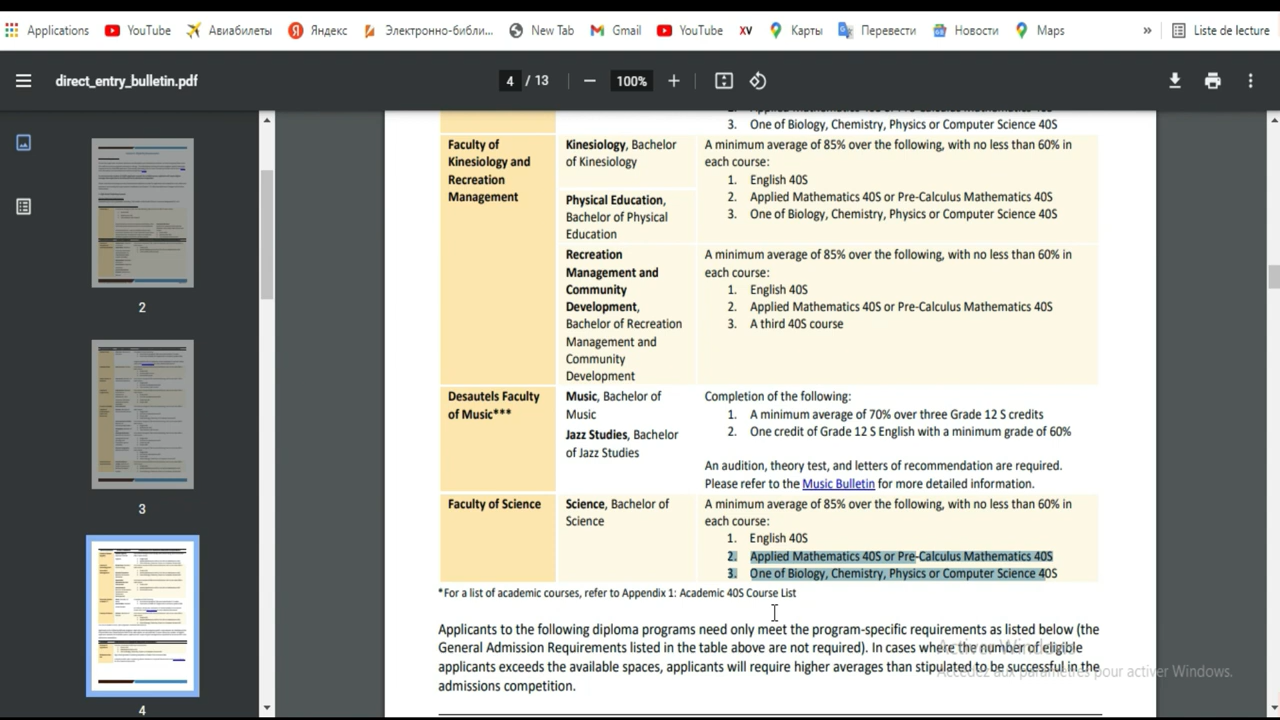 Applications YouTube Авиабилеты Яндекс Электронно-библи... New Tab Gmail YouTube XV Карты Перевести Новости Maps » Liste de lecture
direct_entry_bulletin.pdf 4 / 13 100%
2. Applied Mathematics 40S or Pre-Calculus Mathematics 40S
3. One of Biology, Chemistry, Physics or Computer Science 40S
Faculty of
Kinesiology and
Recreation
Management
Kinesiology, Bachelor
of Kinesiology
Physical Education,
Bachelor of Physical
Education
A minimum average of 85% over the following, with no less than 60% in
each course:
1. English 40S
2. Applied Mathematics 40S or Pre-Calculus Mathematics 40S
3. One of Biology, Chemistry, Physics or Computer Science 40S
Recreation
Management and
Community
Development,
Bachelor of Recreation
Management and
Community
Development
A minimum average of 85% over the following, with no less than 60% in
each course:
1. English 40S
2. Applied Mathematics 40S or Pre-Calculus Mathematics 40S
3. A third 40S course
Desautels Faculty
of Music***
Music, Bachelor of
Music
Jazz Studies, Bachelor
of Jazz Studies
Completion of the following:
1. A minimum average of 70% over three Grade 12 S credits
2. One credit of Grade 12 S English with a minimum grade of 60%
An audition, theory test, and letters of recommendation are required.
Please refer to the Music Bulletin for more detailed information.
Faculty of Science
Science, Bachelor of
Science
A minimum average of 85% over the following, with no less than 60% in
each course:
1. English 40S
2. Applied Mathematics 40S or Pre-Calculus Mathematics 40S
3. One of Biology, Chemistry, Physics or Computer Science 40S
*For a list of academic courses, refer to Appendix 1: Academic 40S Course List
Applicants to the following diploma programs need only meet the program-specific requirements as listed below (the
General Admission Requirements listed in the table above are not required). In cases where the number of eligible
applicants exceeds the available spaces, applicants will require higher averages than stipulated to be successful in the
admissions competition.
2
3
4
Activer Windows
Accédez aux paramètres pour activer Windows.